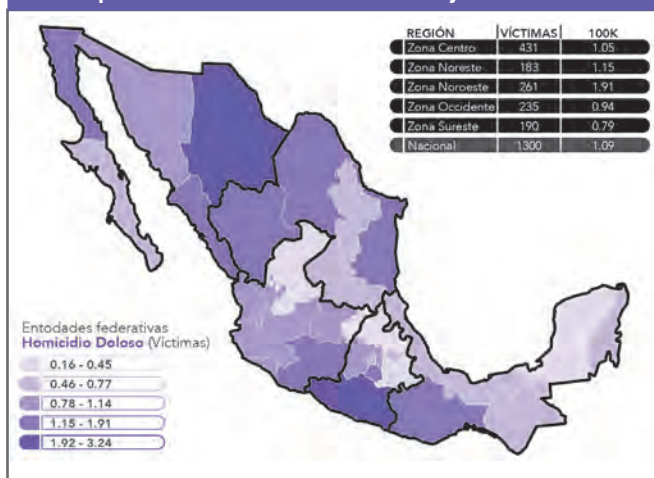 REGIÓN VÍCTIMAS 100K
Zona Centro 431 1.05
Zona Noreste 183 1.15
Zona Noroeste 261 1.91
Zona Occidente 235 0.94
Zona Sureste 190 0.79
Nacional 1300 1.09
Entodades federativas
Homicidio Doloso (Víctimas)
0.16 - 0.45
0.46 - 0.77
0.78 - 1.14
1.15 - 1.91
1.92 - 3.24